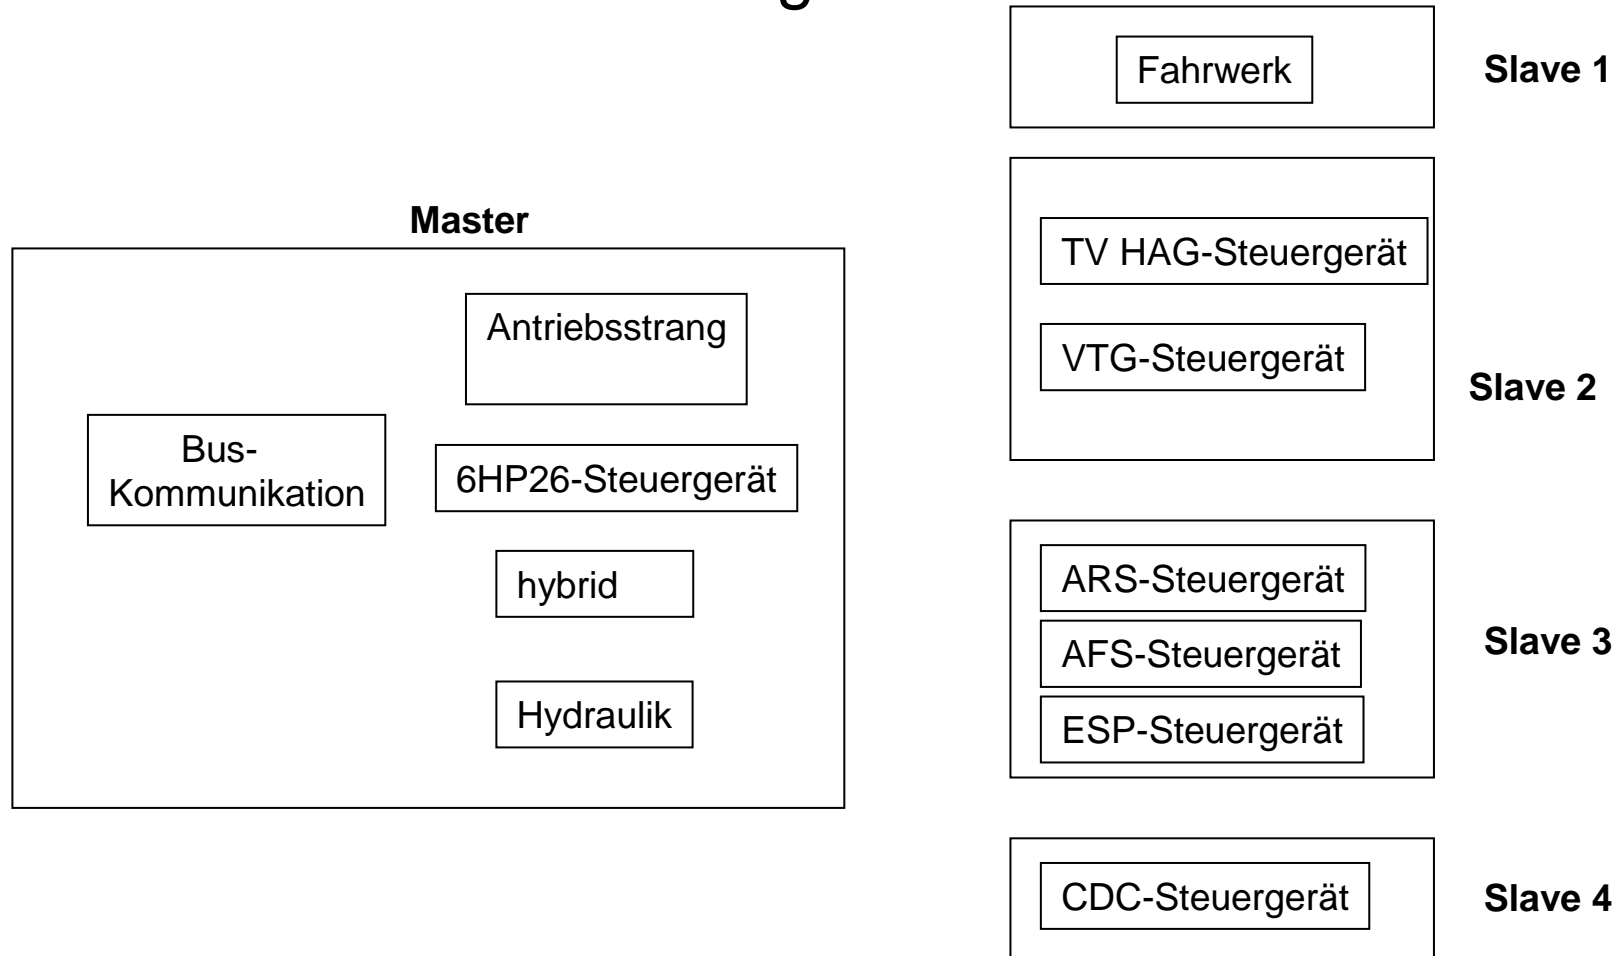 Fahrwerk
Slave 1
Master
TV HAG-Steuergerät
Antriebsstrang
VTG-Steuergerät
Slave 2
Bus-
Kommunikation
6HP26-Steuergerät
hybrid
ARS-Steuergerät
Slave 3
AFS-Steuergerät
Hydraulik
ESP-Steuergerät
CDC-Steuergerät
Slave 4